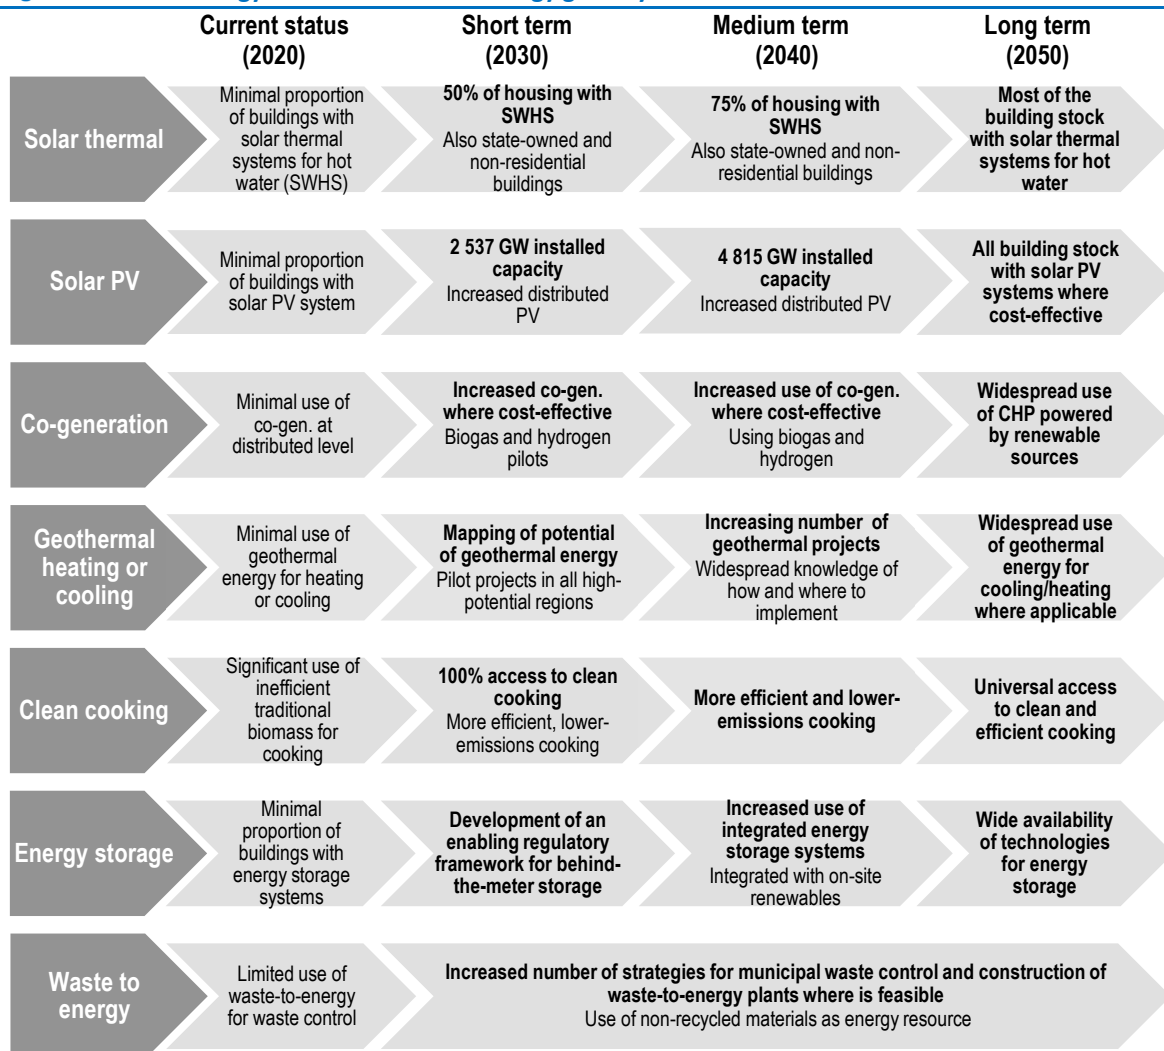 Current status
(2020)
Short term
(2030)
Medium term
(2040)
Long term
(2050)
Solar thermal
Minimal proportion
of buildings with
solar thermal
systems for hot
water (SWHS)
50% of housing with
SWHS
Also state-owned and
non-residential
buildings
75% of housing with
SWHS
Also state-owned and non-
residential buildings
Most of the
building stock
with solar thermal
systems for hot
water
Solar PV
Minimal proportion
of buildings with
solar PV system
2 537 GW installed
capacity
Increased distributed
PV
4 815 GW installed
capacity
Increased distributed PV
All building stock
with solar PV
systems where
cost-effective
Co-generation
Minimal use of
co-gen. at
distributed level
Increased co-gen.
where cost-effective
Biogas and hydrogen
pilots
Increased use of co-gen.
where cost-effective
Using biogas and
hydrogen
Widespread use
of CHP powered
by renewable
sources
Geothermal
heating or
cooling
Minimal use of
geothermal
energy for heating
or cooling
Mapping of potential
of geothermal energy
Pilot projects in all high-
potential regions
Increasing number of
geothermal projects
Widespread knowledge of
how and where to
implement
Widespread use
of geothermal
energy for
cooling/heating
where applicable
Clean cooking
Significant use of
inefficient
traditional
biomass for
cooking
100% access to clean
cooking
More efficient, lower-
emissions cooking
More efficient and lower-
emissions cooking
Universal access
to clean and
efficient cooking
Energy storage
Minimal
proportion of
buildings with
energy storage
systems
Development of an
enabling regulatory
framework for behind-
the-meter storage
Increased use of
integrated energy
storage systems
Integrated with on-site
renewables
Wide availability
of technologies
for energy
storage
Waste to
energy
Limited use of
waste-to-energy
for waste control
Increased number of strategies for municipal waste control and construction of
waste-to-energy plants where is feasible
Use of non-recycled materials as energy resource